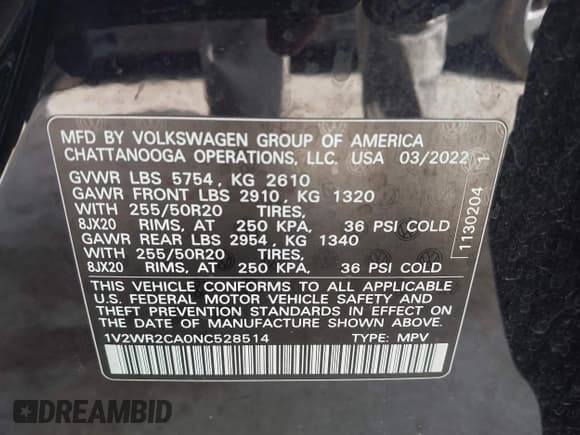 MFD BY VOLKSWAGEN GROUP OF AMERICA
CHATTANOOGA OPERATIONS, LLC. USA 03/2022
GVWR LBS 5754, KG 2610
GAWR FRONT LBS 2910, KG 1320
WITH 255/50R20 TIRES,
8JX20 RIMS, AT 250 KPA, 36 PSI COLD
GAWR REAR LBS 2954, KG 1340
WITH 255/50R20 TIRES,
8JX20 RIMS, AT 250 KPA, 36 PSI COLD
THIS VEHICLE CONFORMS TO ALL APPLICABLE
U.S. FEDERAL MOTOR VEHICLE SAFETY AND
THEFT PREVENTION STANDARDS IN EFFECT ON
THE DATE OF MANUFACTURE SHOWN ABOVE.
1V2WR2CA0NC528514 TYPE: MPV
1130204 1
DREAMBID